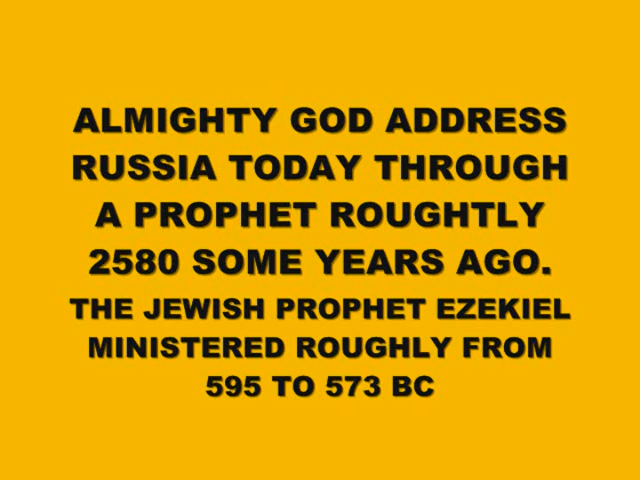 ALMIGHTY GOD ADDRESS
RUSSIA TODAY THROUGH
A PROPHET ROUGHTLY
2580 SOME YEARS AGO.
THE JEWISH PROPHET EZEKIEL
MINISTERED ROUGHLY FROM
595 TO 573 BC